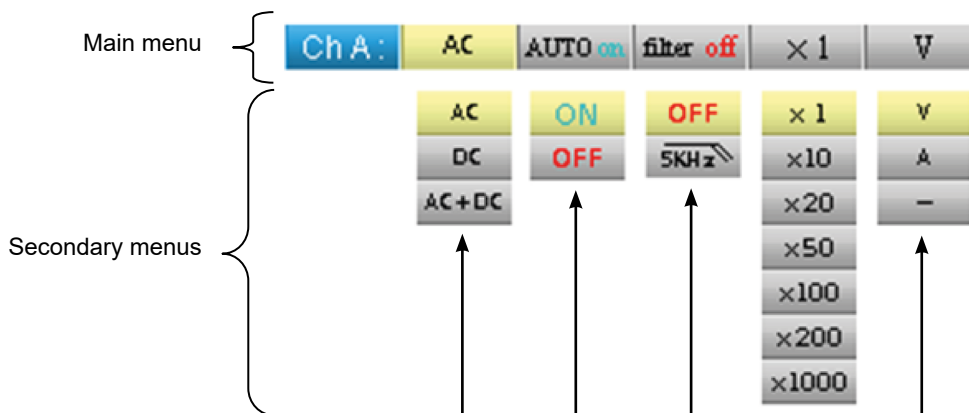 Main menu
Ch A: AC AUTO on filter off ×1 V
AC ON OFF ×1 V
DC OFF 5KHz ×10 A
AC+DC ×20 −
Secondary menus
×50
×100
×200
×1000